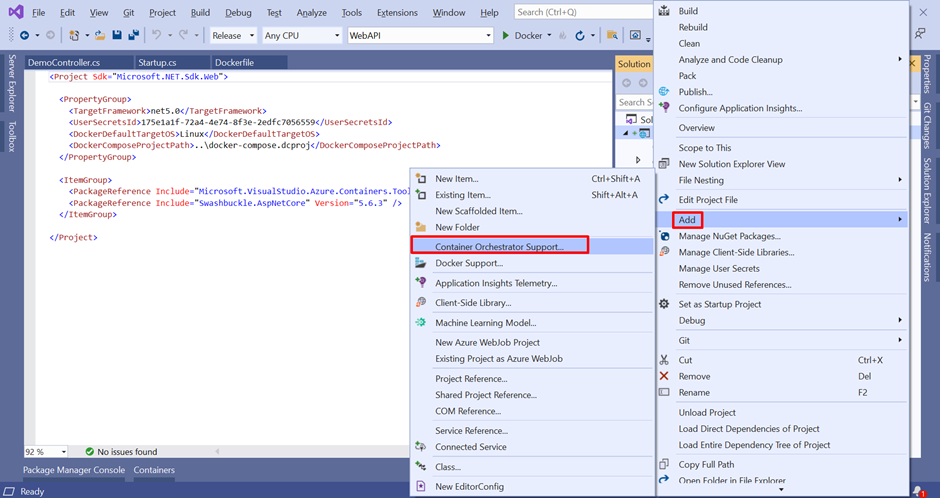 File Edit View Git Project Build Debug Test Analyze Tools Extensions Window Help Search (Ctrl+Q)
Release Any CPU WebAPI Docker
DemoController.cs Startup.cs Dockerfile
Server Explorer
Toolbox
<Project Sdk="Microsoft.NET.Sdk.Web">
<PropertyGroup>
<TargetFramework>net5.0</TargetFramework>
<UserSecretsId>175e1a1f-72a4-4e74-8f3e-2edfc7056559</UserSecretsId>
<DockerDefaultTargetOS>Linux</DockerDefaultTargetOS>
<DockerComposeProjectPath>..\docker-compose.dcproj</DockerComposeProjectPath>
</PropertyGroup>
<ItemGroup>
<PackageReference Include="Microsoft.VisualStudio.Azure.Containers.Too
<PackageReference Include="Swashbuckle.AspNetCore" Version="5.6.3" />
</ItemGroup>
</Project>
92 % No issues found
Package Manager Console Containers
Ready
New Item... Ctrl+Shift+A
Existing Item... Shift+Alt+A
New Scaffolded Item...
New Folder
Container Orchestrator Support...
Docker Support...
Application Insights Telemetry...
Client-Side Library...
Machine Learning Model...
New Azure WebJob Project
Existing Project as Azure WebJob
Project Reference...
Shared Project Reference...
COM Reference...
Service Reference...
Connected Service
Class...
New EditorConfig
Solution
Search S
Sol
Build
Rebuild
Clean
Analyze and Code Cleanup
Pack
Publish...
Configure Application Insights...
Overview
Scope to This
New Solution Explorer View
File Nesting
Edit Project File
Add
Manage NuGet Packages...
Manage Client-Side Libraries...
Manage User Secrets
Remove Unused References...
Set as Startup Project
Debug
Git
Cut Ctrl+X
Remove Del
Rename F2
Unload Project
Load Direct Dependencies of Project
Load Entire Dependency Tree of Project
Copy Full Path
Open Folder in File Explorer
Properties
Git Changes
Solution Explorer
Notifications
1